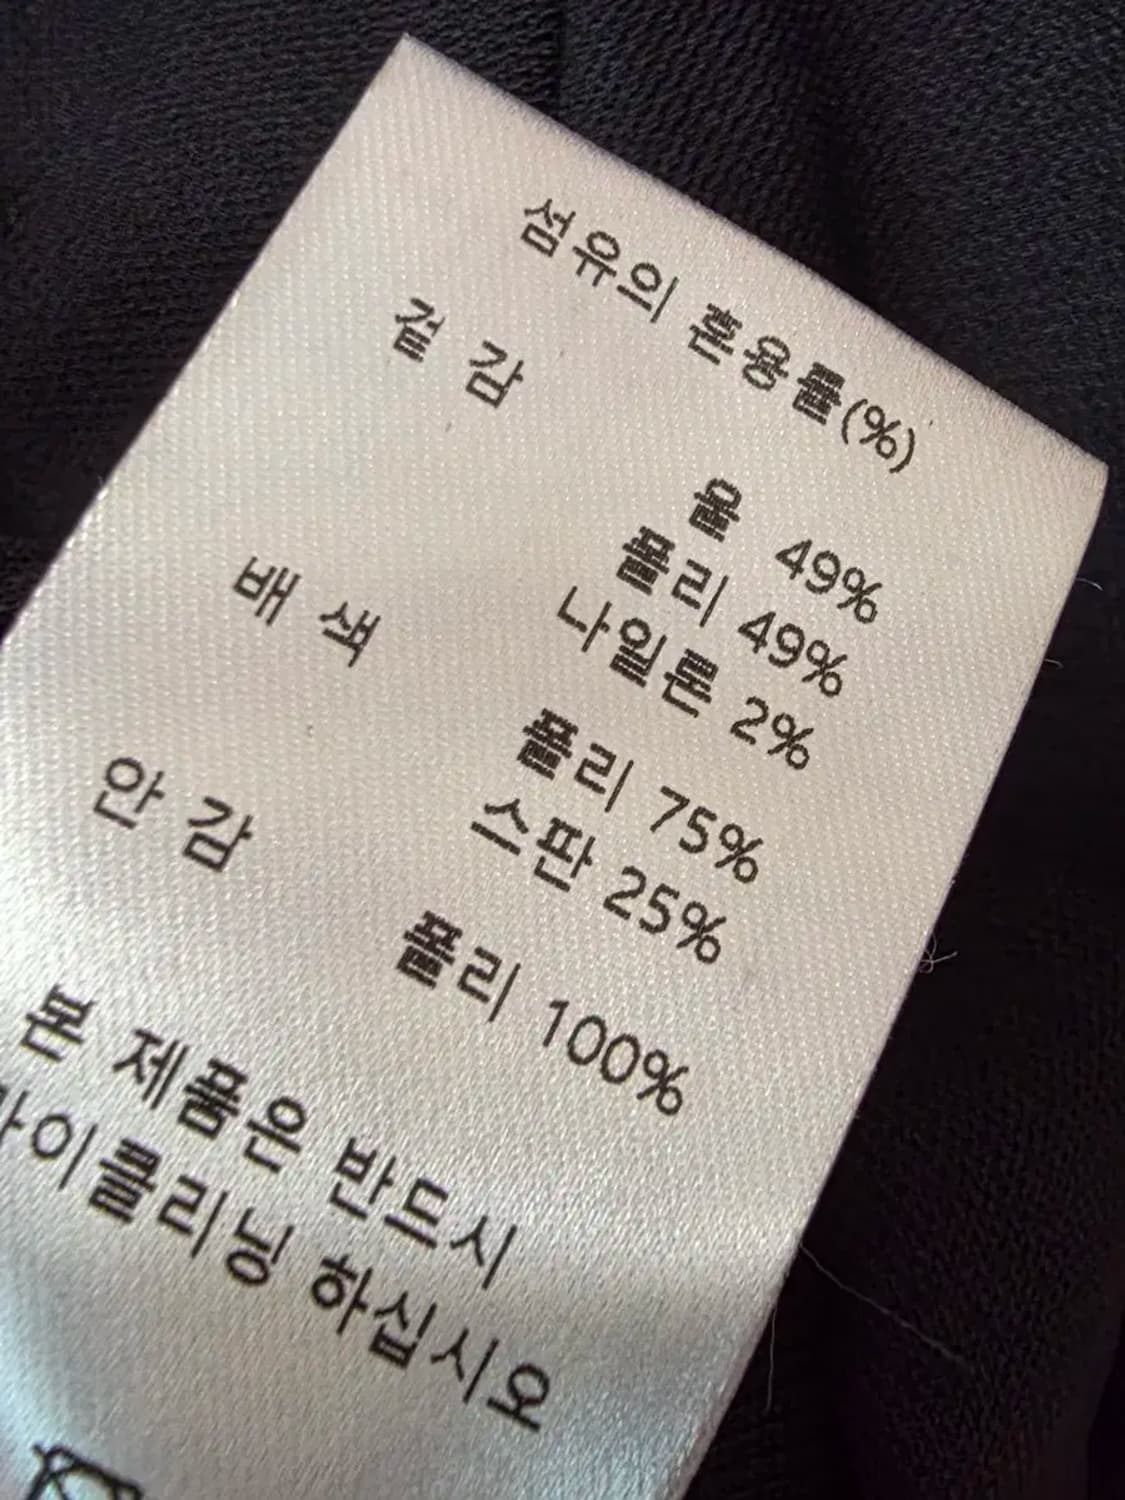 섬유의 혼용률(%)
겉 감
울 49%
폴리 49%
나일론 2%
배 색
폴리 75%
스판 25%
안 감
폴리 100%
본 제품은 반드시
라이클리닝 하십시오